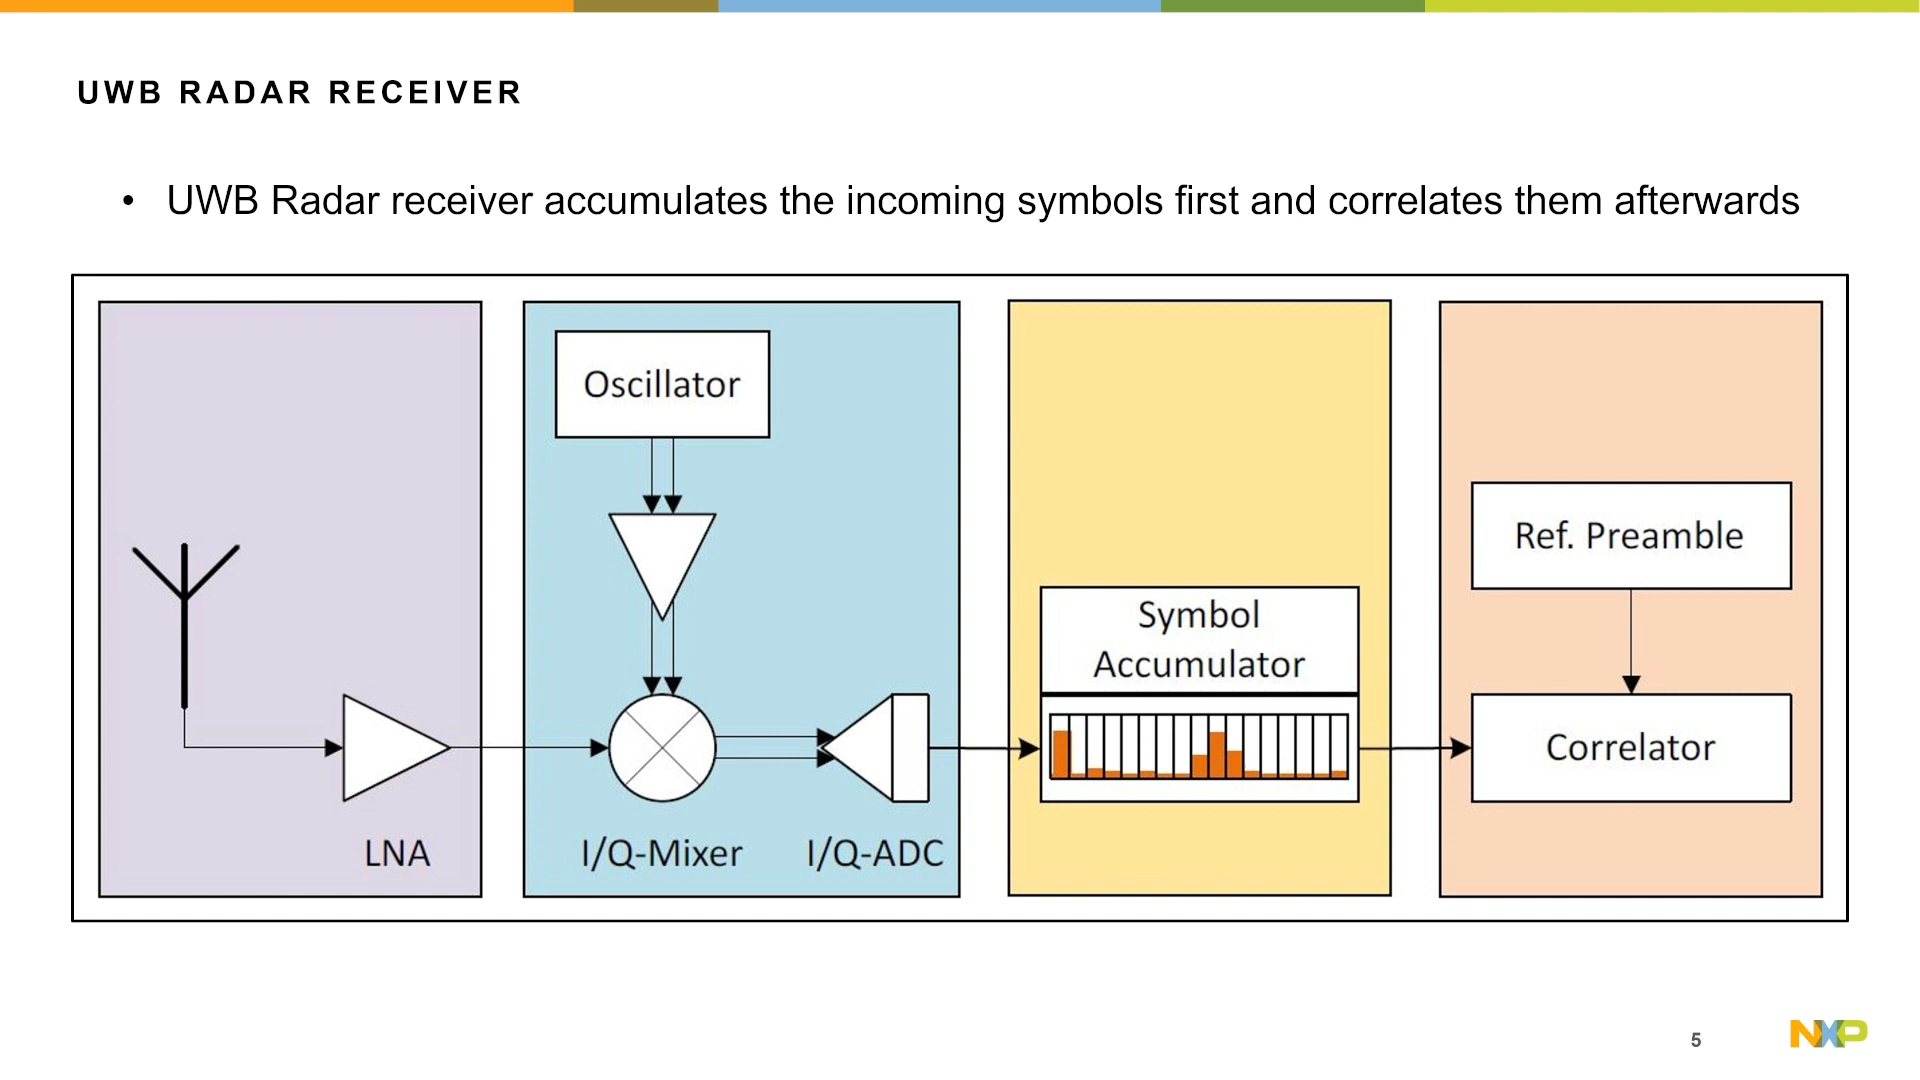 UWB RADAR RECEIVER
• UWB Radar receiver accumulates the incoming symbols first and correlates them afterwards
Oscillator
Ref. Preamble
Symbol
Accumulator
Correlator
LNA
I/Q-Mixer
I/Q-ADC
5
NXP